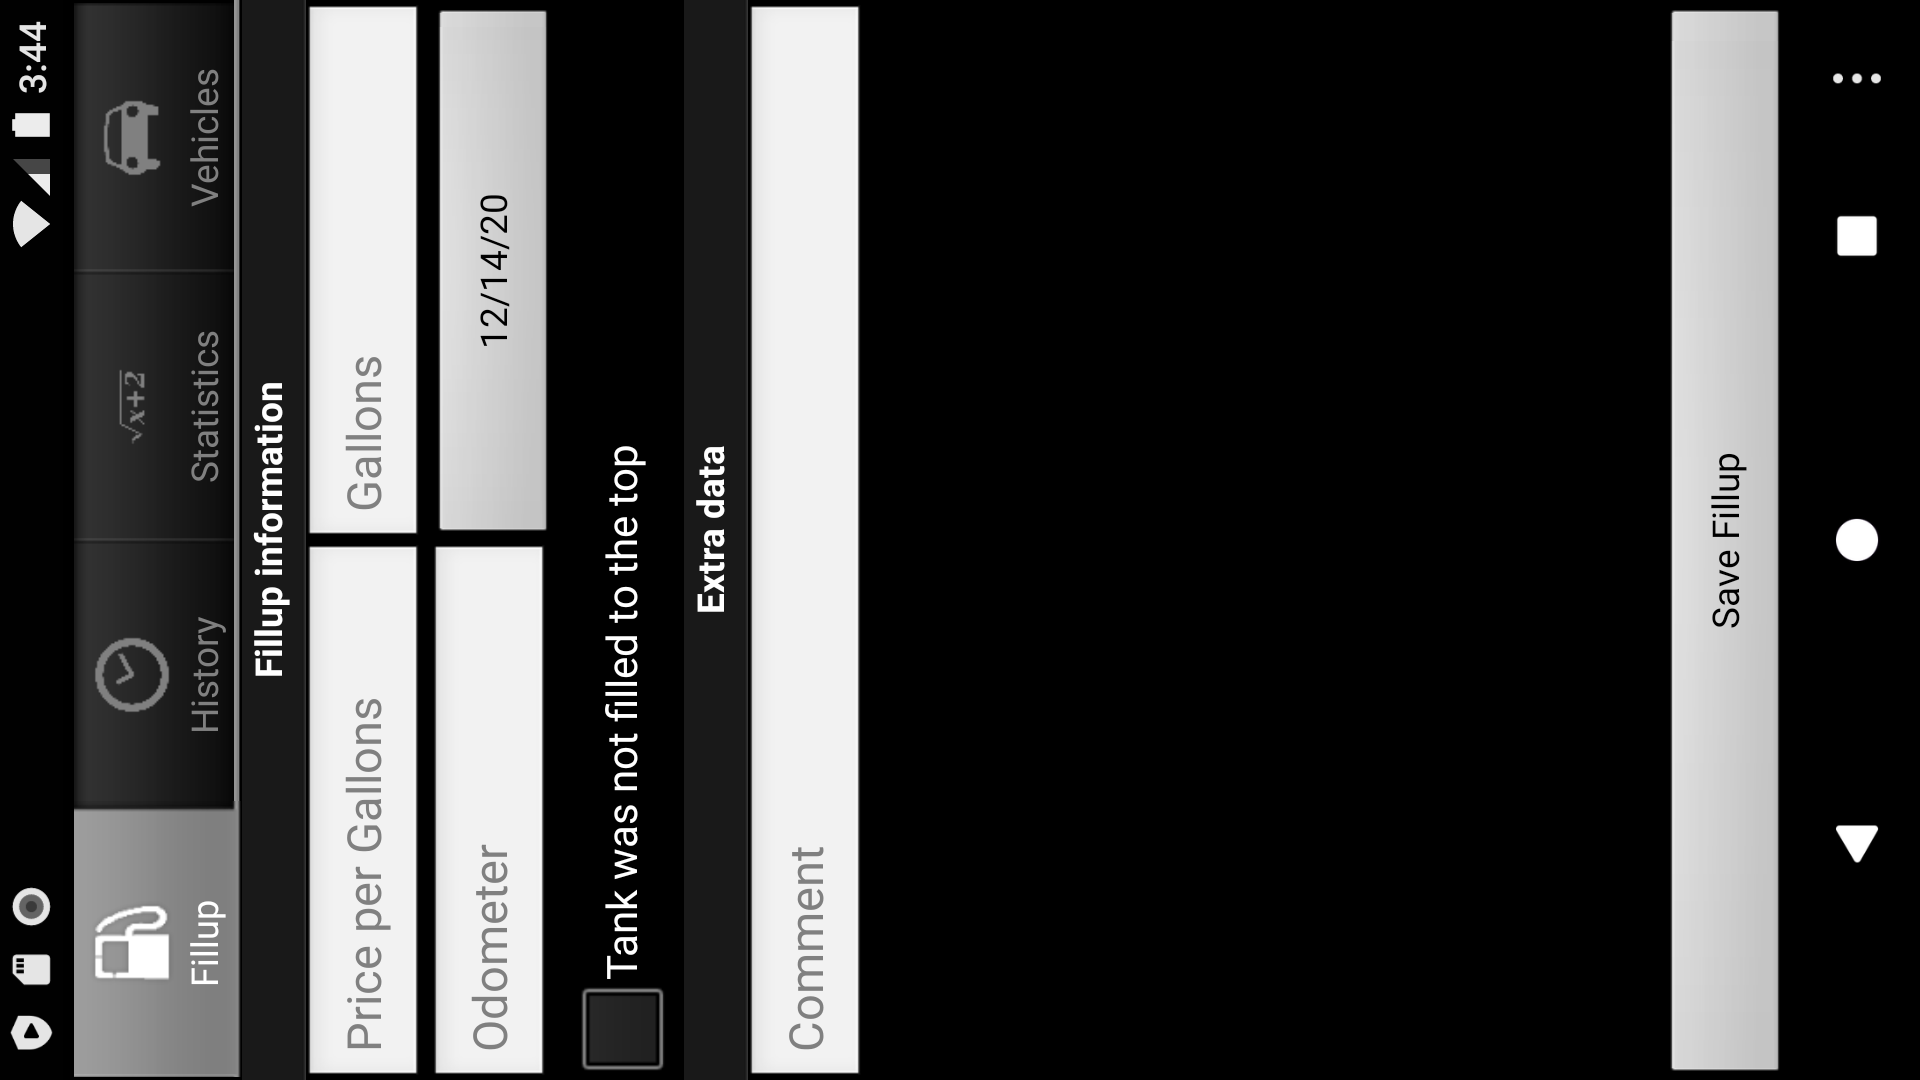 3:44
Fillup
History
√x+2
Statistics
Vehicles
Fillup information
Price per Gallons
Gallons
Odometer
12/14/20
Tank was not filled to the top
Extra data
Comment
Save Fillup